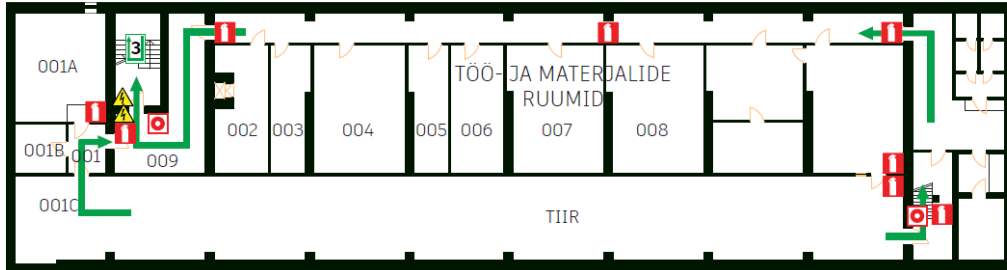 3
001A
TÖÖ- JA MATERJALIDE
RUUMID
002
003
004
005
006
007
008
001B
001
009
001C
TIIR